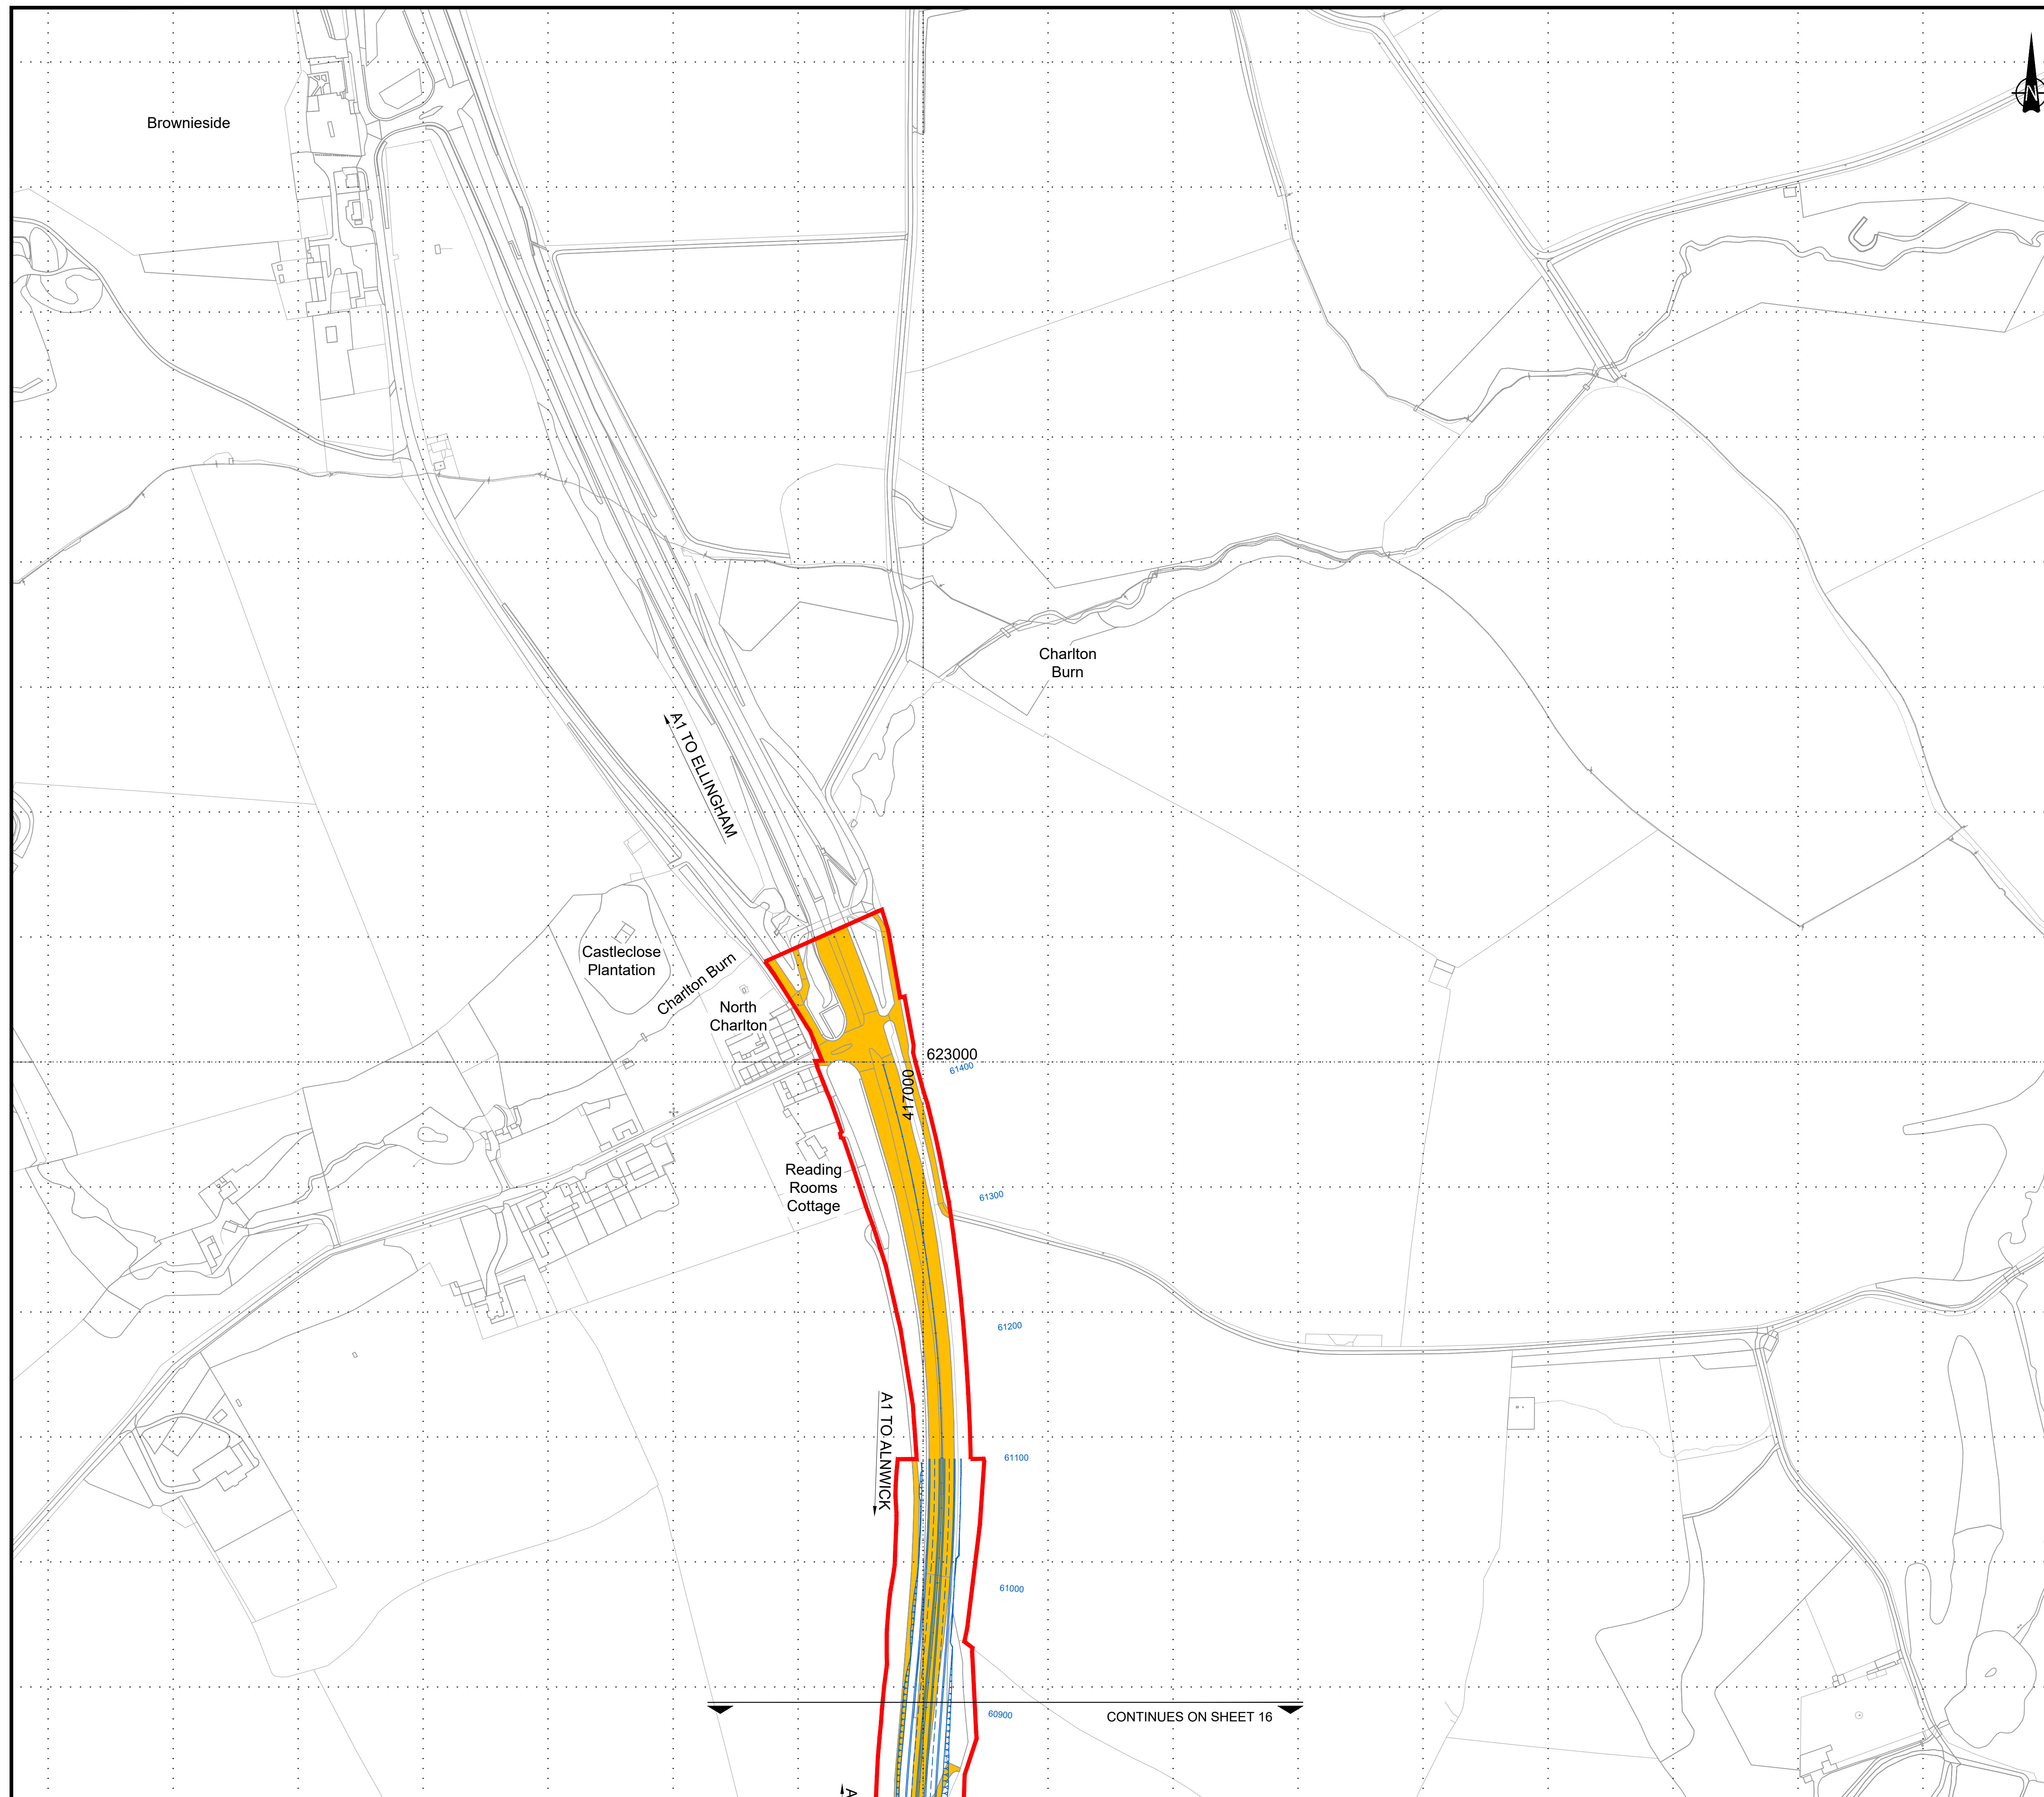 Brownieside
N
Charlton
Burn
A1 TO ELLINGHAM
Castleclose
Plantation
Charlton Burn
North
Charlton
623000
417000
61400
Reading
Rooms
Cottage
61300
61200
A1 TO ALNWICK
61100
61000
60900
CONTINUES ON SHEET 16
A